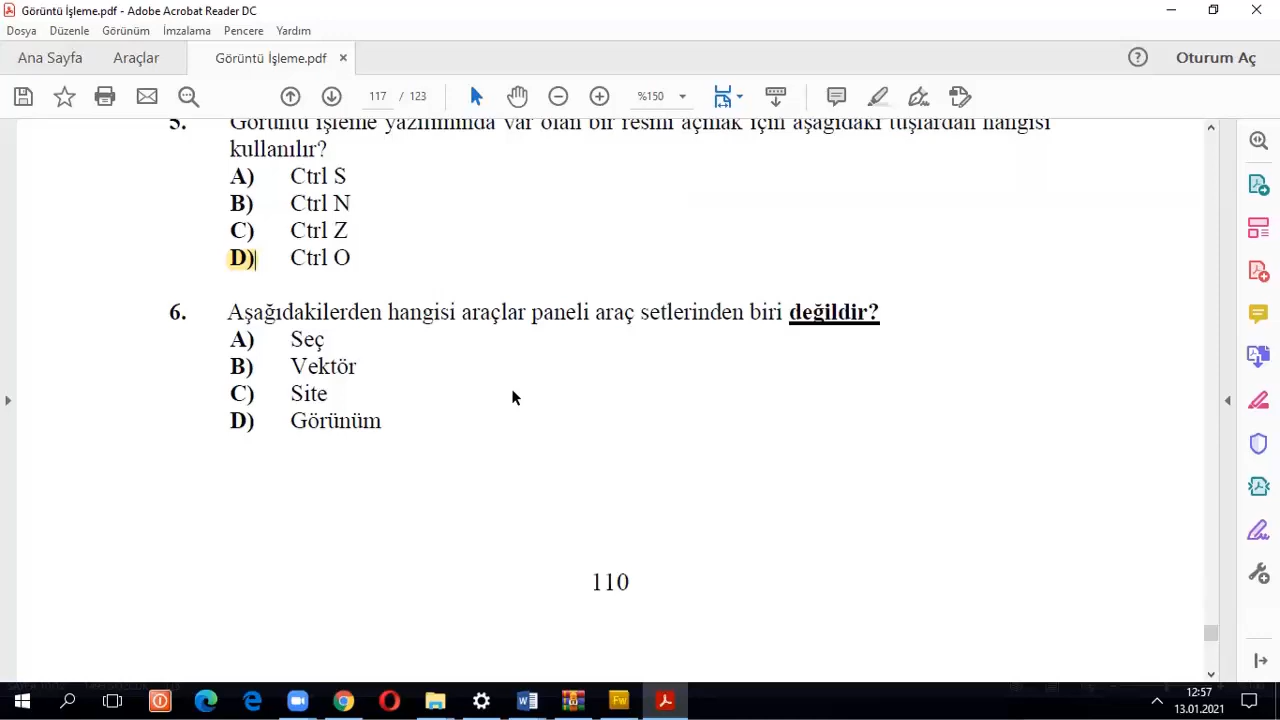 Görüntü İşleme.pdf - Adobe Acrobat Reader DC
Dosya Düzenle Görünüm İmzalama Pencere Yardım
Ana Sayfa Araçlar Görüntü İşleme.pdf × Oturum Aç
117 / 123 %150
5. Görüntü işleme yazılımında var olan bir resmi açmak için aşağıdaki tuşlardan hangisi
kullanılır?
A) Ctrl S
B) Ctrl N
C) Ctrl Z
D) Ctrl O
6. Aşağıdakilerden hangisi araçlar paneli araç setlerinden biri değildir?
A) Seç
B) Vektör
C) Site
D) Görünüm
110
12:57
13.01.2021